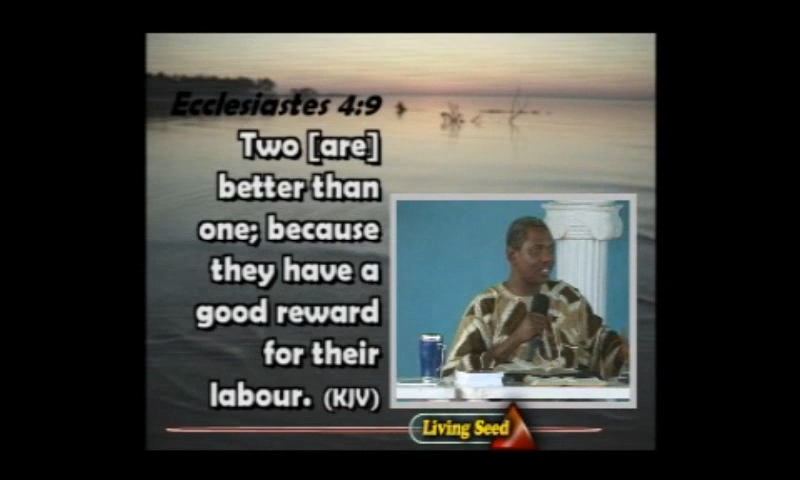 Ecclesiastes 4:9
Two [are]
better than
one; because
they have a
good reward
for their
labour. (KJV)
Living Seed